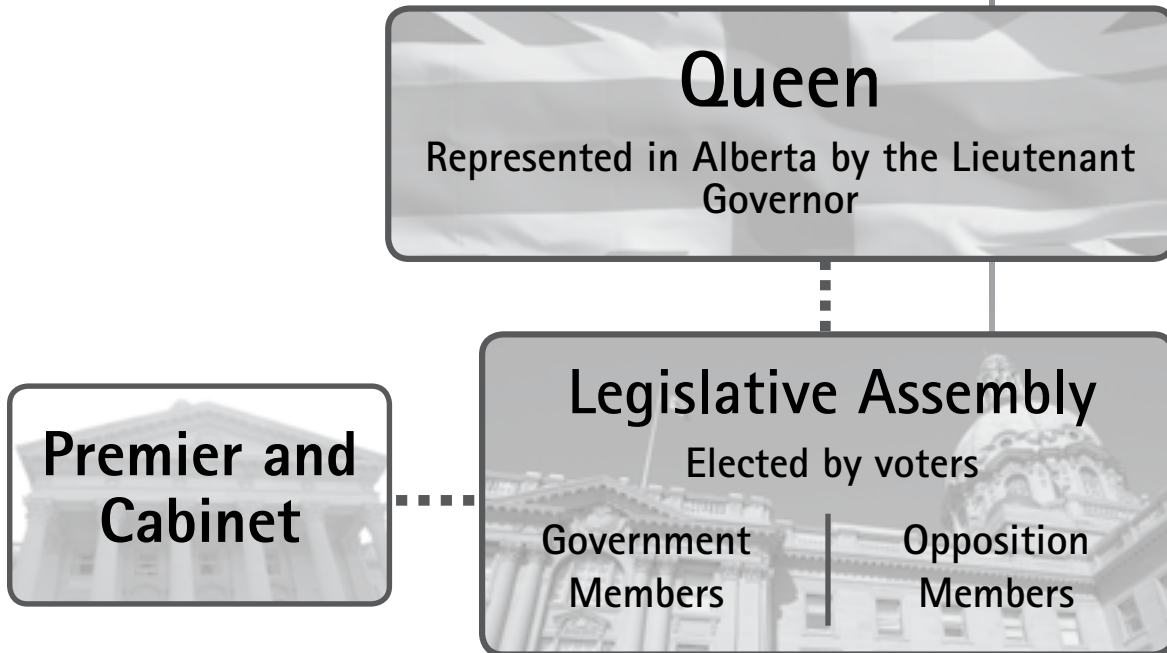 Queen
Represented in Alberta by the Lieutenant
Governor
Legislative Assembly
Elected by voters
Premier and
Cabinet
Government
Members
Opposition
Members